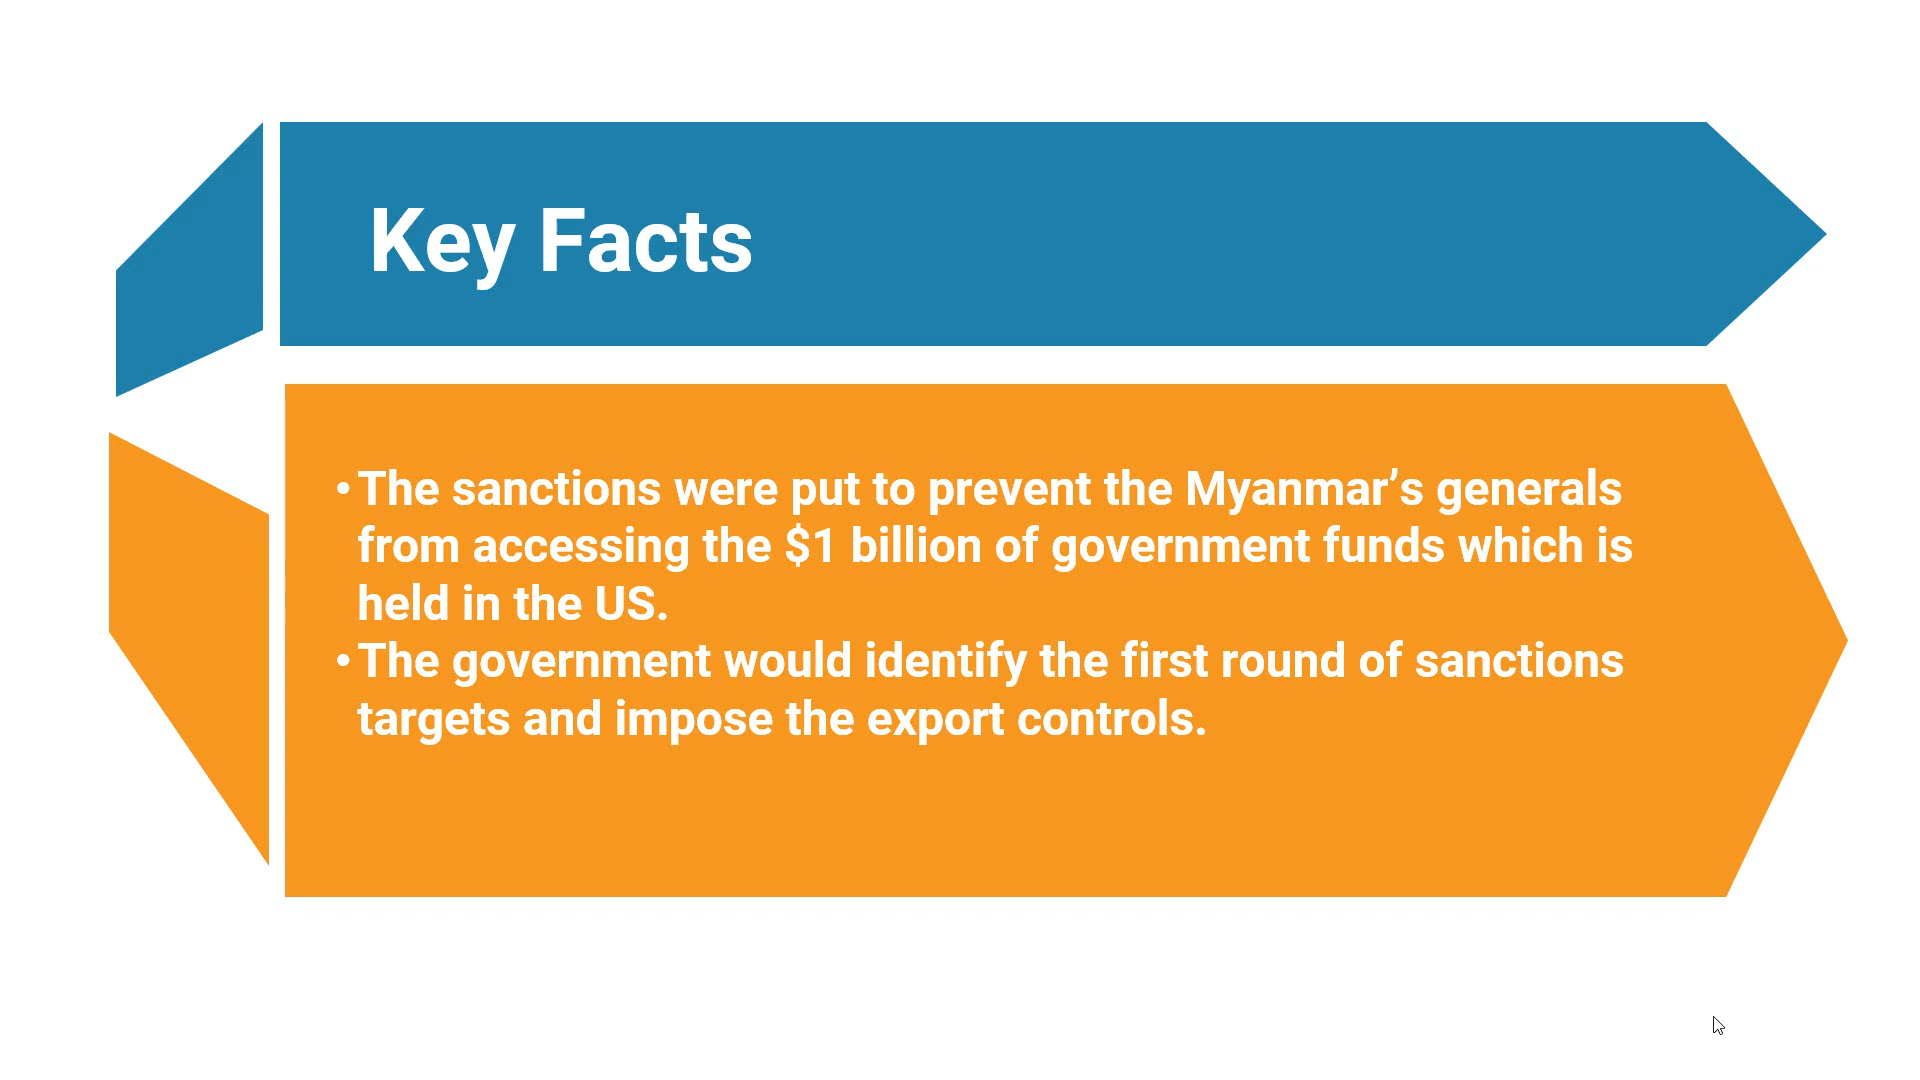 Key Facts
•The sanctions were put to prevent the Myanmar’s generals
from accessing the $1 billion of government funds which is
held in the US.
•The government would identify the first round of sanctions
targets and impose the export controls.